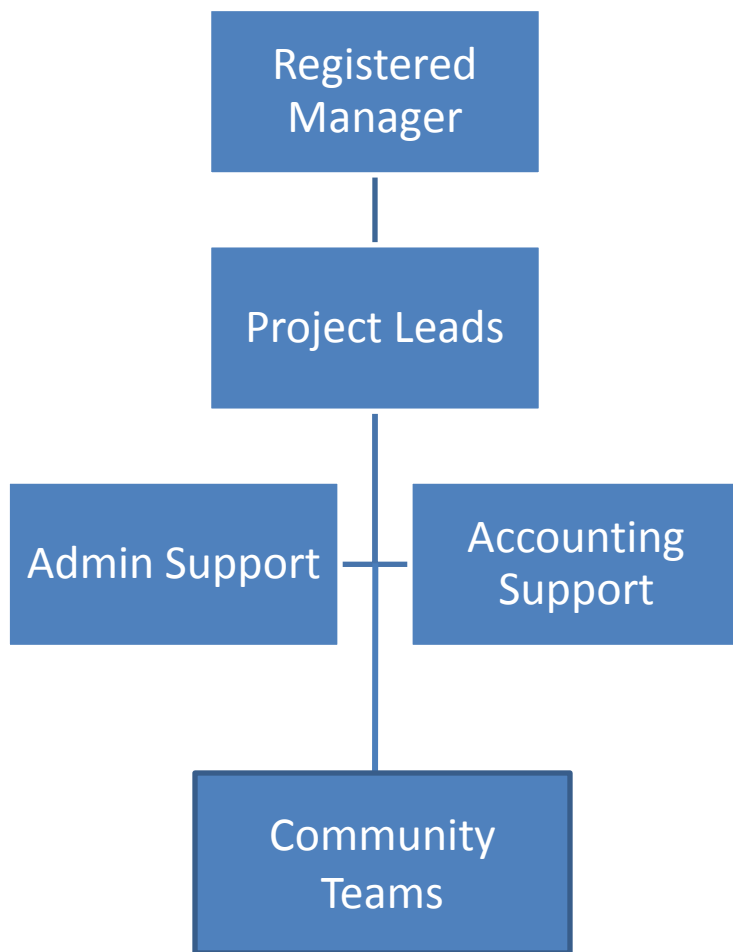 Registered
Manager
Project Leads
Admin Support
Accounting
Support
Community
Teams